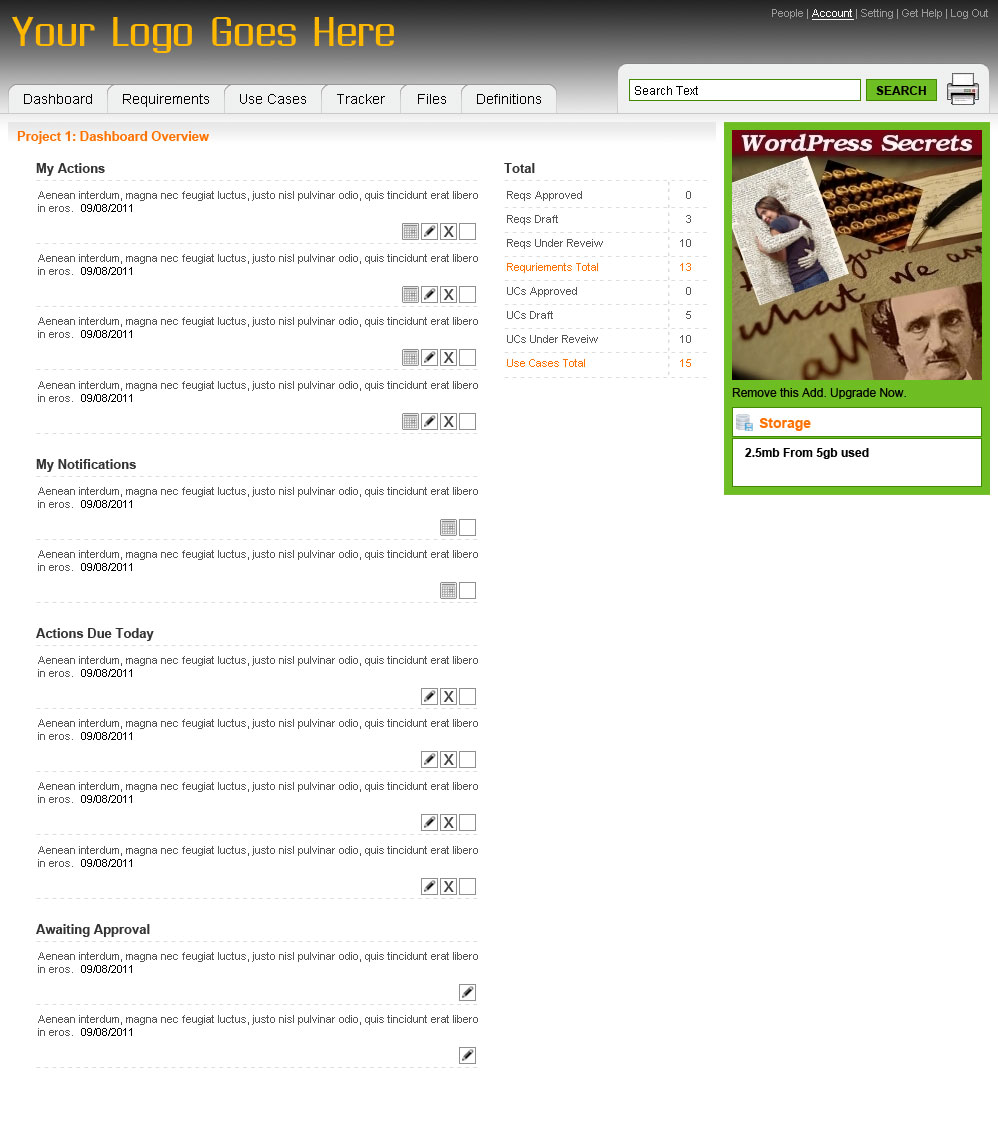 People | Account | Setting | Get Help | Log Out
Your Logo Goes Here
Dashboard Requirements Use Cases Tracker Files Definitions
Search Text SEARCH
Project 1: Dashboard Overview
My Actions
Aenean interdum, magna nec feugiat luctus, justo nisl pulvinar odio, quis tincidunt erat libero
in eros. 09/08/2011
X
Aenean interdum, magna nec feugiat luctus, justo nisl pulvinar odio, quis tincidunt erat libero
in eros. 09/08/2011
X
Aenean interdum, magna nec feugiat luctus, justo nisl pulvinar odio, quis tincidunt erat libero
in eros. 09/08/2011
X
Aenean interdum, magna nec feugiat luctus, justo nisl pulvinar odio, quis tincidunt erat libero
in eros. 09/08/2011
X
My Notifications
Aenean interdum, magna nec feugiat luctus, justo nisl pulvinar odio, quis tincidunt erat libero
in eros. 09/08/2011
Aenean interdum, magna nec feugiat luctus, justo nisl pulvinar odio, quis tincidunt erat libero
in eros. 09/08/2011
Actions Due Today
Aenean interdum, magna nec feugiat luctus, justo nisl pulvinar odio, quis tincidunt erat libero
in eros. 09/08/2011
X
Aenean interdum, magna nec feugiat luctus, justo nisl pulvinar odio, quis tincidunt erat libero
in eros. 09/08/2011
X
Aenean interdum, magna nec feugiat luctus, justo nisl pulvinar odio, quis tincidunt erat libero
in eros. 09/08/2011
X
Aenean interdum, magna nec feugiat luctus, justo nisl pulvinar odio, quis tincidunt erat libero
in eros. 09/08/2011
X
Awaiting Approval
Aenean interdum, magna nec feugiat luctus, justo nisl pulvinar odio, quis tincidunt erat libero
in eros. 09/08/2011
Aenean interdum, magna nec feugiat luctus, justo nisl pulvinar odio, quis tincidunt erat libero
in eros. 09/08/2011
Total
Reqs Approved 0
Reqs Draft 3
Reqs Under Reveiw 10
Requriements Total 13
UCs Approved 0
UCs Draft 5
UCs Under Reveiw 10
Use Cases Total 15
WordPress Secrets
we
what
Remove this Add. Upgrade Now.
Storage
2.5mb From 5gb used